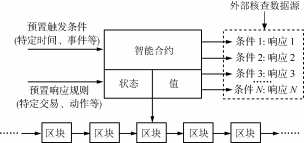 外部核查数据源
预置触发条件
(特定时间、事件等)
智能合约
条件 1: 响应 1
条件 2: 响应 2
预置响应规则
(特定交易、动作等)
状态
值
条件 3: 响应 3
条件 N: 响应 N
区块
区块
区块
区块
区块